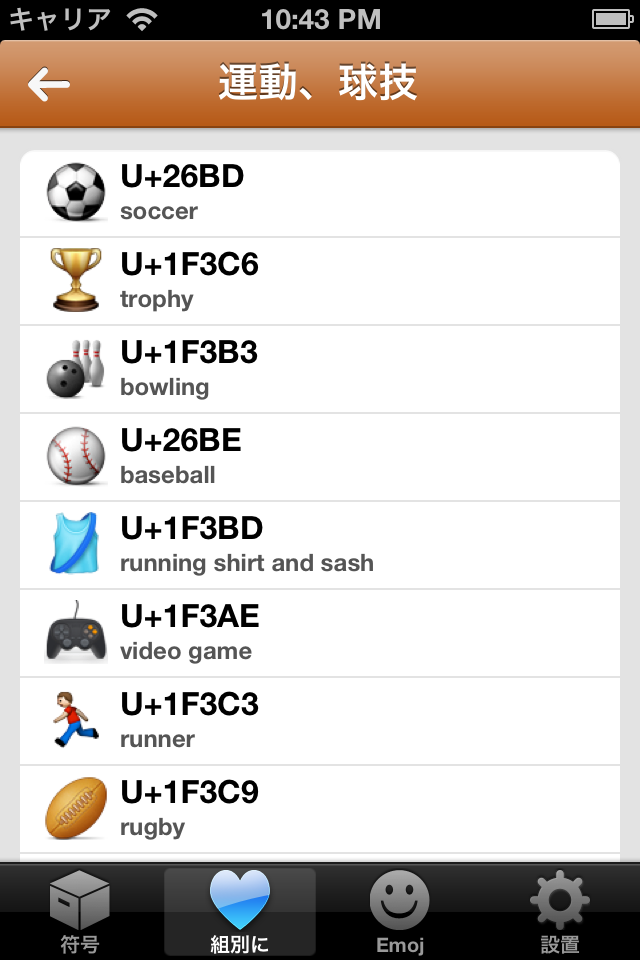 キャリア 10:43 PM
運動、球技
U+26BD
soccer
U+1F3C6
trophy
U+1F3B3
bowling
U+26BE
baseball
U+1F3BD
running shirt and sash
U+1F3AE
video game
U+1F3C3
runner
U+1F3C9
rugby
符号 組別に Emoj 設置